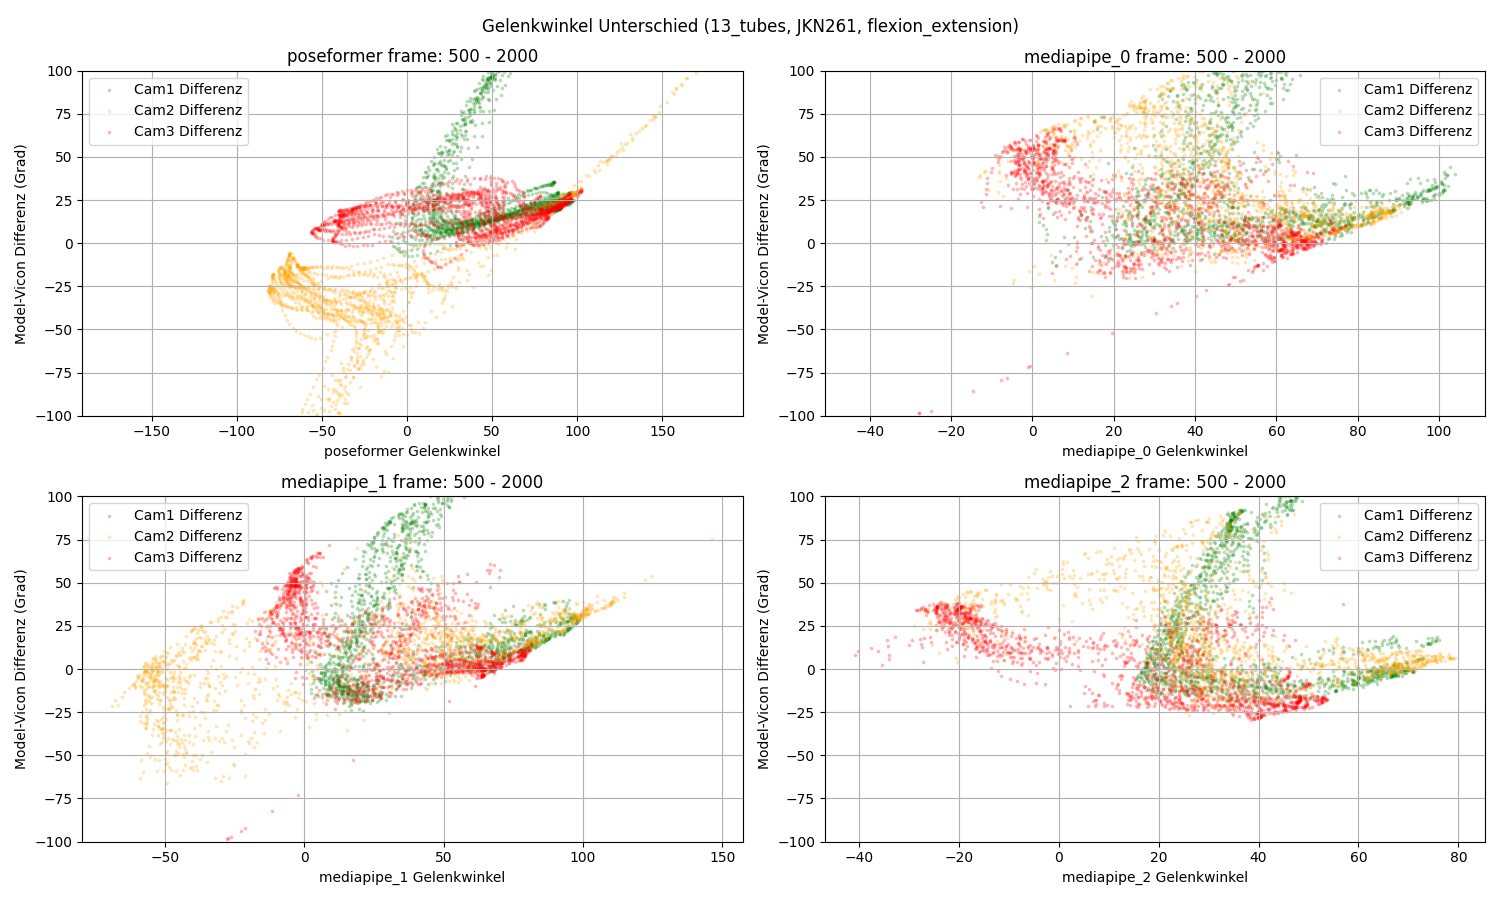 Gelenkwinkel Unterschied (13_tubes, JKN261, flexion_extension)
poseformer frame: 500 - 2000
Cam1 Differenz
Cam2 Differenz
Cam3 Differenz
Model-Vicon Differenz (Grad)
100
75
50
25
0
−25
−50
−75
−100
−150
−100
−50
0
50
100
150
poseformer Gelenkwinkel
mediapipe_0 frame: 500 - 2000
Cam1 Differenz
Cam2 Differenz
Cam3 Differenz
Model-Vicon Differenz (Grad)
100
75
50
25
0
−25
−50
−75
−100
−40
−20
0
20
40
60
80
100
mediapipe_0 Gelenkwinkel
mediapipe_1 frame: 500 - 2000
Cam1 Differenz
Cam2 Differenz
Cam3 Differenz
Model-Vicon Differenz (Grad)
100
75
50
25
0
−25
−50
−75
−100
−50
0
50
100
150
mediapipe_1 Gelenkwinkel
mediapipe_2 frame: 500 - 2000
Cam1 Differenz
Cam2 Differenz
Cam3 Differenz
Model-Vicon Differenz (Grad)
100
75
50
25
0
−25
−50
−75
−100
−40
−20
0
20
40
60
80
mediapipe_2 Gelenkwinkel